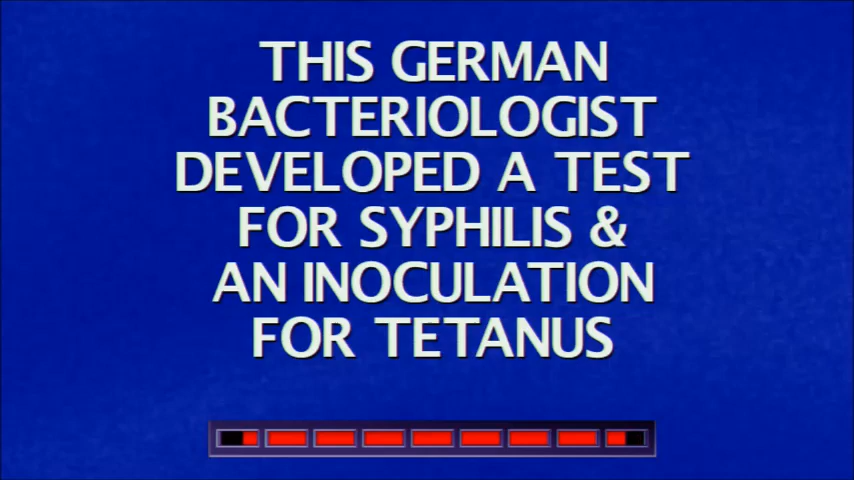 THIS GERMAN
BACTERIOLOGIST
DEVELOPED A TEST
FOR SYPHILIS &
AN INOCULATION
FOR TETANUS